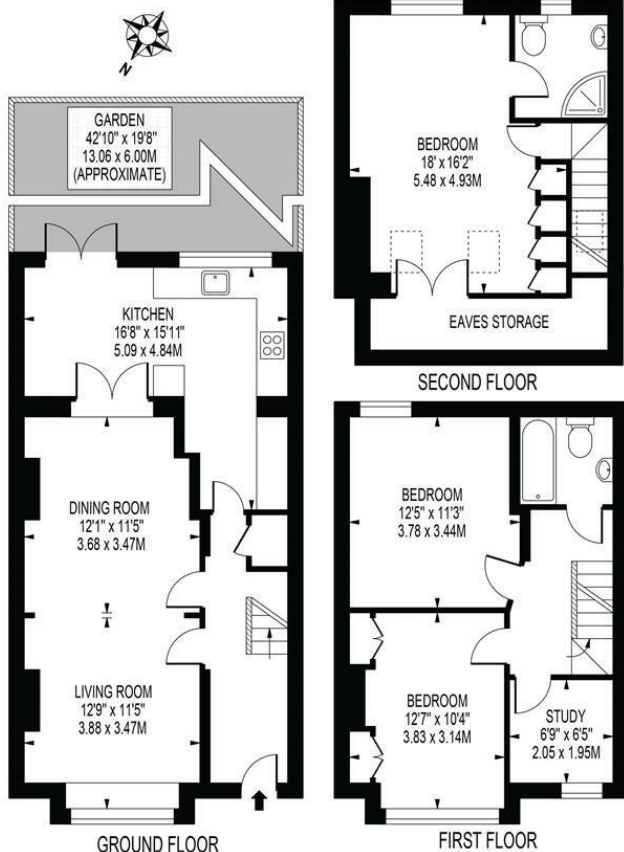 N
GARDEN
42'10" x 19'8"
13.06 x 6.00M
(APPROXIMATE)
KITCHEN
16'8" x 15'11"
5.09 x 4.84M
DINING ROOM
12'1" x 11'5"
3.68 x 3.47M
LIVING ROOM
12'9" x 11'5"
3.88 x 3.47M
GROUND FLOOR
BEDROOM
18' x 16'2"
5.48 x 4.93M
EAVES STORAGE
SECOND FLOOR
BEDROOM
12'5" x 11'3"
3.78 x 3.44M
BEDROOM
12'7" x 10'4"
3.83 x 3.14M
STUDY
6'9" x 6'5"
2.05 x 1.95M
FIRST FLOOR